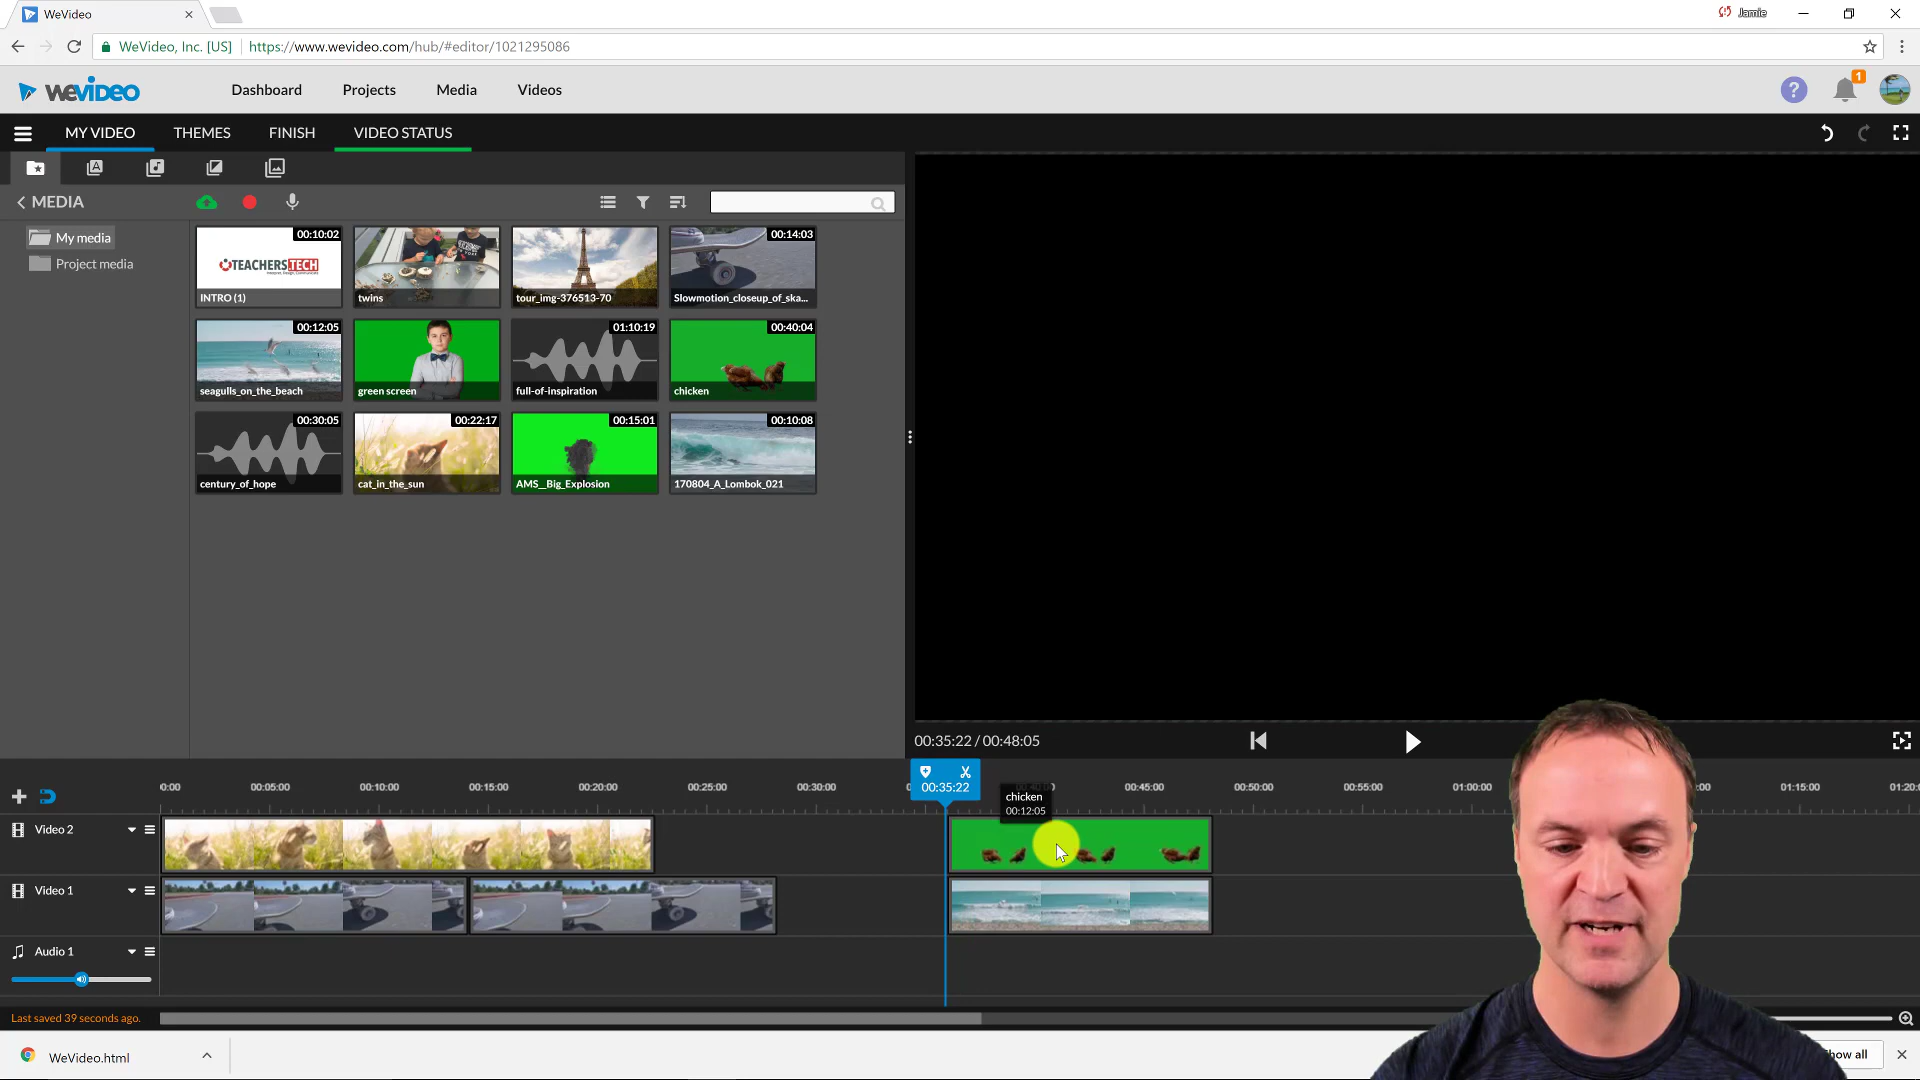 WeVideo
Jamie
WeVideo, Inc. [US]
https://www.wevideo.com/hub/#editor/1021295086
WEVIDEO
Dashboard
Projects
Media
Videos
?
1
MY VIDEO
THEMES
FINISH
VIDEO STATUS
MEDIA
My media
Project media
00:10:02
TEACHERSTECH
INTRO (1)
twins
tour_img-376513-70
00:14:03
Slowmotion_closeup_of_ska...
00:12:05
seagulls_on_the_beach
green screen
01:10:19
full-of-inspiration
00:40:04
chicken
00:30:05
century_of_hope
00:22:17
cat_in_the_sun
00:15:01
AMS__Big_Explosion
00:10:08
170804_A_Lombok_021
00:35:22 / 00:48:05
0:00
00:05:00
00:10:00
00:15:00
00:20:00
00:25:00
00:30:00
00:35:22
00:45:00
00:50:00
00:55:00
01:00:00
01:15:00
01:20:0
chicken
00:12:05
Video 2
Video 1
Audio 1
Last saved 39 seconds ago.
WeVideo.html
how all